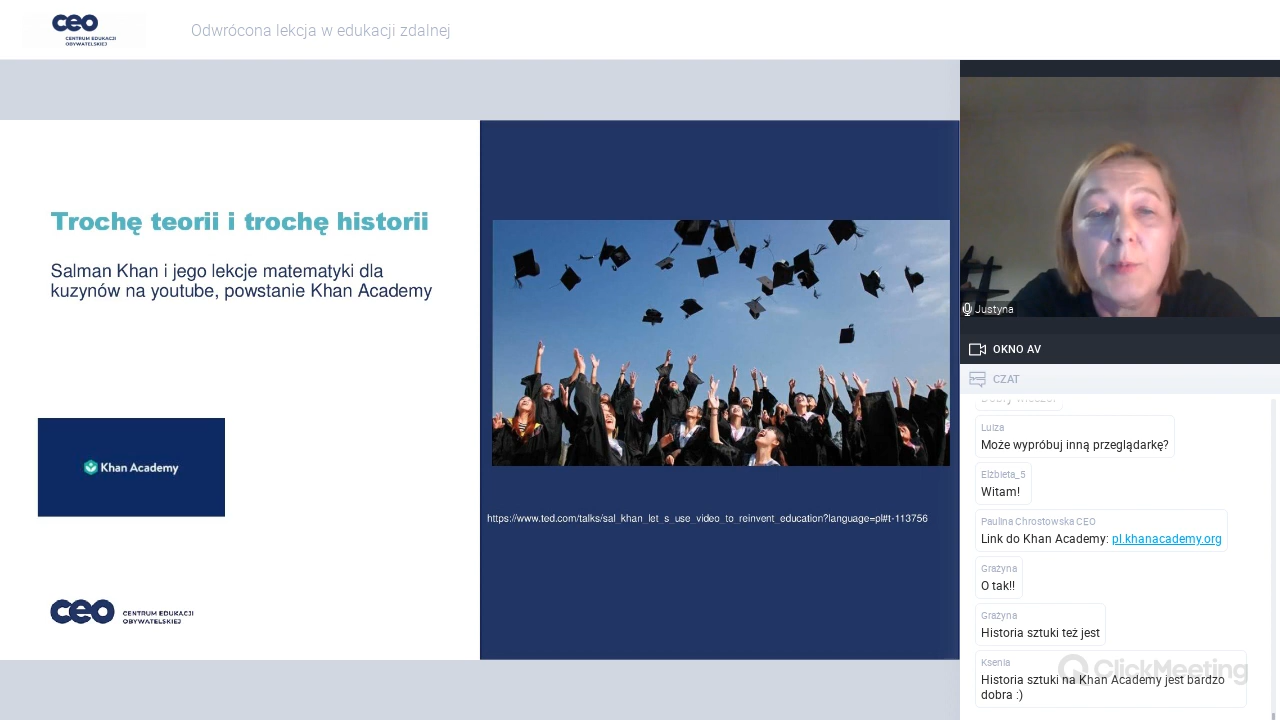 ceo
CENTRUM EDUKACJI
OBYWATELSKIEJ
Odwrócona lekcja w edukacji zdalnej
Trochę teorii i trochę historii
Salman Khan i jego lekcje matematyki dla
kuzynów na youtube, powstanie Khan Academy
Khan Academy
ceo
CENTRUM EDUKACJI
OBYWATELSKIEJ
https://www.ted.com/talks/sal_khan_let_s_use_video_to_reinvent_education?language=pl#t-113756
Justyna
OKNO AV
CZAT
Luiza
Może wypróbuj inną przeglądarkę?
Elżbieta_5
Witam!
Paulina Chrostowska CEO
Link do Khan Academy: pl.khanacademy.org
Grażyna
O tak!!
Grażyna
Historia sztuki też jest
Ksenia
Historia sztuki na Khan Academy jest bardzo
dobra :)
ClickMeeting